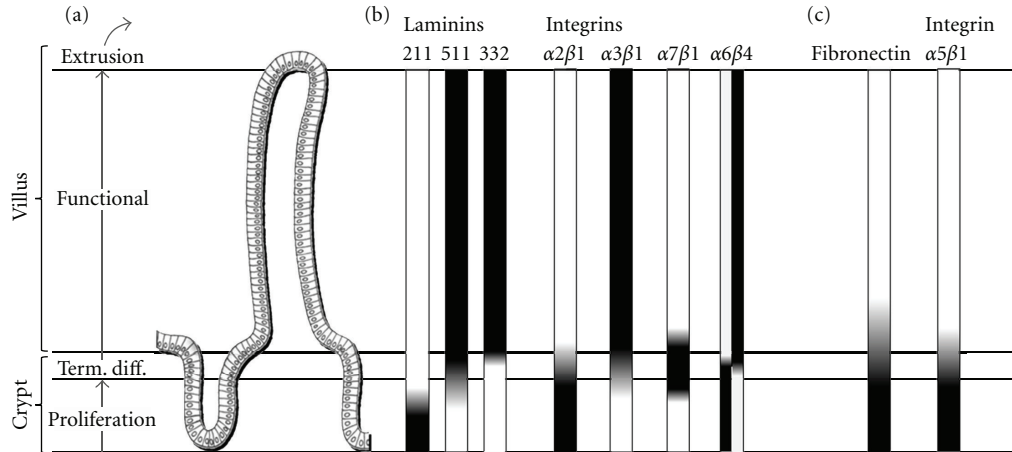 (a)
(b)
(c)
Laminins
Integrins
Integrin
Extrusion
211 511 332
α2β1 α3β1 α7β1 α6β4
Fibronectin α5β1
Villus
Functional
Term. diff.
Crypt
Proliferation